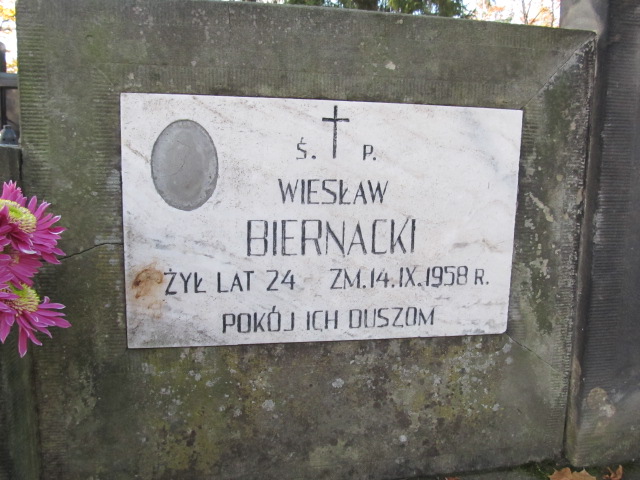 Ś. P.
WIESŁAW
BIERNACKI
ŻYŁ LAT 24 ZM. 14. IX. 1958 R.
POKÓJ ICH DUSZOM